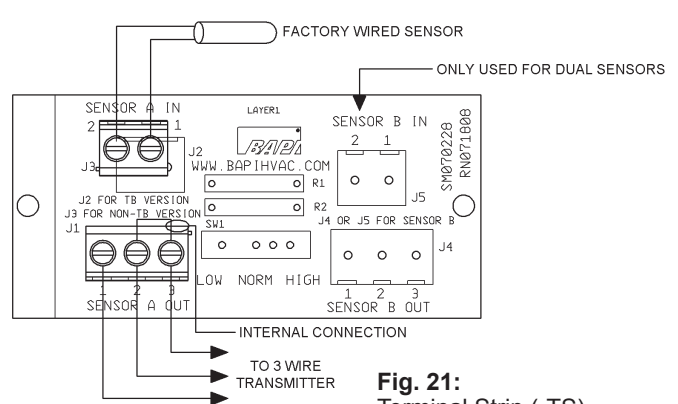 FACTORY WIRED SENSOR
ONLY USED FOR DUAL SENSORS
SENSOR A IN
2 1
LAYER1
BAPI
SENSOR B IN
2 1
SM070228
RN071808
J3
J2
WWW.BAPIHVAC.COM
R1
J5
J2 FOR TB VERSION
J3 FOR NON-TB VERSION
R2
J4 OR J5 FOR SENSOR B
J1
SW1
J4
LOW NORM HIGH
1 2 3
SENSOR A OUT
1 2 3
SENSOR B OUT
INTERNAL CONNECTION
TO 3 WIRE
TRANSMITTER
Fig. 21:
Terminal Strip (-TS)